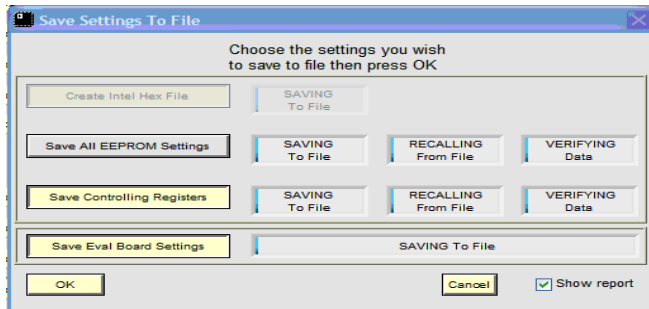 Save Settings To File
Choose the settings you wish
to save to file then press OK
Create Intel Hex File
SAVING
To File
Save All EEPROM Settings
SAVING
To File
RECALLING
From File
VERIFYING
Data
Save Controlling Registers
SAVING
To File
RECALLING
From File
VERIFYING
Data
Save Eval Board Settings
SAVING To File
OK
Cancel
Show report